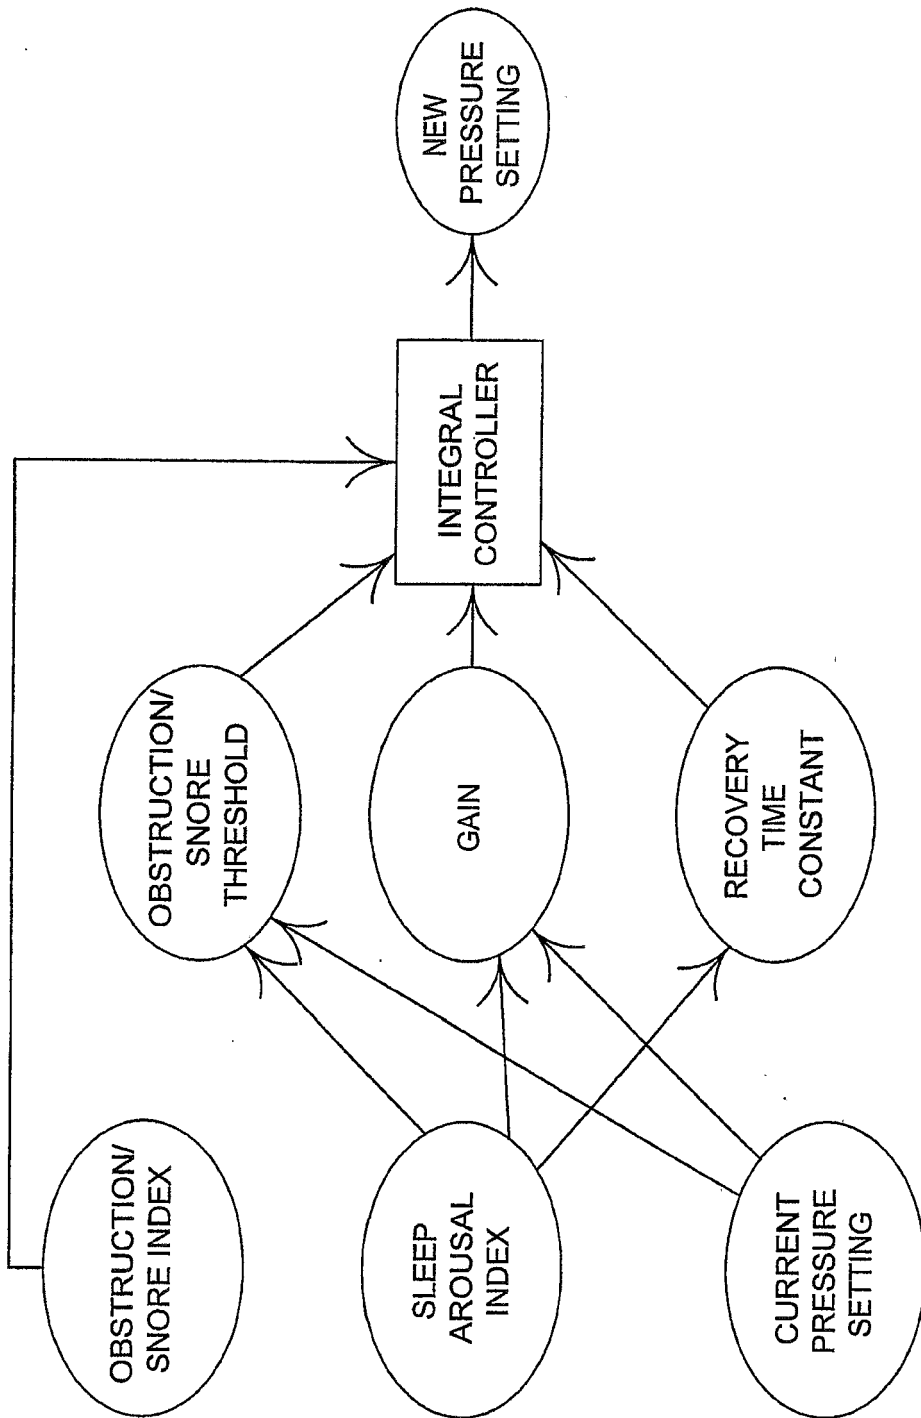 OBSTRUCTION/
SNORE INDEX
SLEEP
AROUSAL
INDEX
CURRENT
PRESSURE
SETTING
OBSTRUCTION/
SNORE
THRESHOLD
GAIN
RECOVERY
TIME
CONSTANT
INTEGRAL
CONTROLLER
NEW
PRESSURE
SETTING